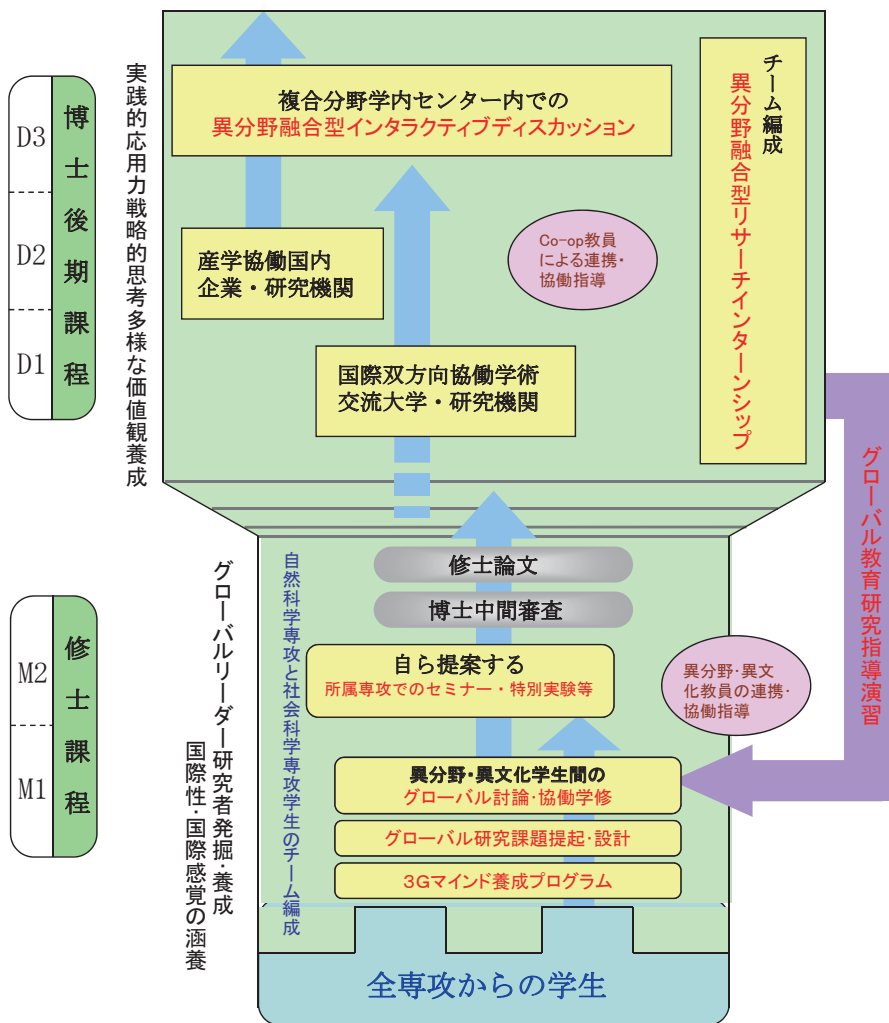 複合分野学内センター内での
異分野融合型インタラクティブディスカッション
チーム編成
異分野融合型リサーチインターンシップ
博士後期課程
D3
D2
D1
実践的応用力戦略的思考多様な価値観養成
産学協働国内
企業・研究機関
Co-op教員
による連携・
協働指導
国際双方向協働学術
交流大学・研究機関
グローバル教育研究指導演習
修士論文
博士中間審査
自ら提案する
所属専攻でのセミナー・特別実験等
異分野・異文
化教員の連携・
協働指導
修士課程
M2
M1
グローバルリーダー研究者発掘・養成
国際性・国際感覚の涵養
自然科学専攻と社会科学専攻学生のチーム編成
異分野・異文化学生間の
グローバル討論・協働学修
グローバル研究課題提起・設計
3Gマインド養成プログラム
全専攻からの学生